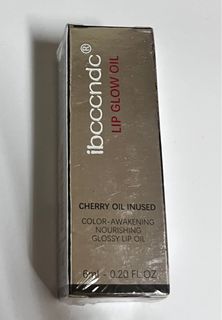 ibcccndc®
LIP GLOW OIL
CHERRY OIL INUSED
COLOR-AWAKENING
NOURISHING
GLOSSY LIP OIL
6ml - 0.20 FL OZ